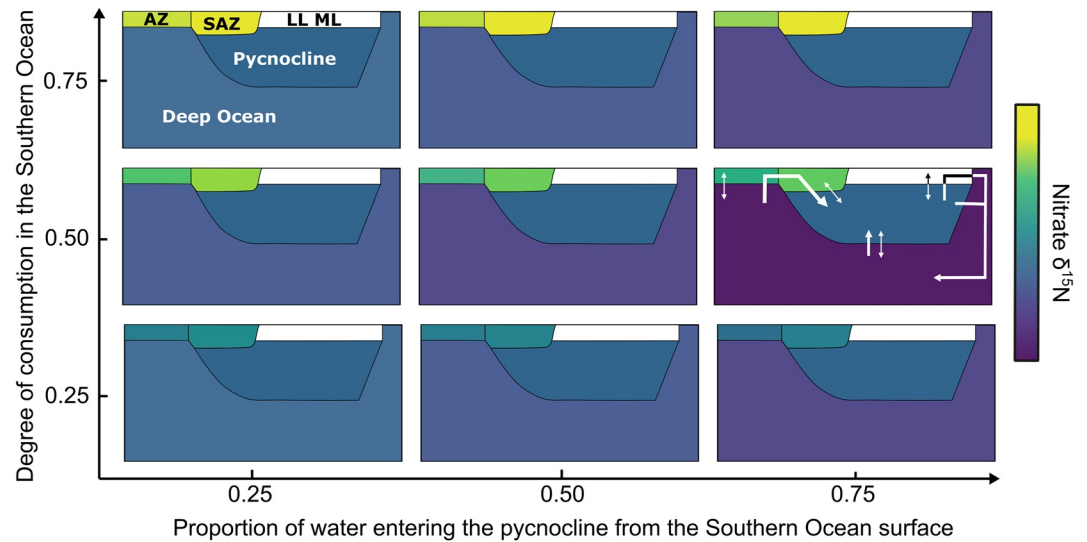 Degree of consumption in the Southern Ocean
AZ SAZ LL ML
Pycnocline
Deep Ocean
0.75
0.50
0.25
0.25 0.50 0.75
Proportion of water entering the pycnocline from the Southern Ocean surface
Nitrate δ¹⁵N